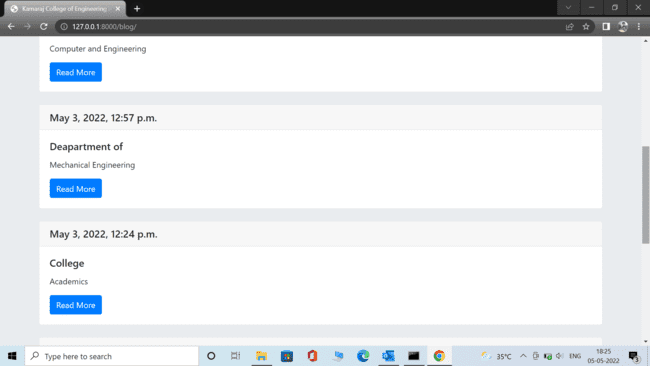 Kamaraj College of Engineering
127.0.0.1:8000/blog/
Computer and Engineering
Read More
May 3, 2022, 12:57 p.m.
Deapartment of
Mechanical Engineering
Read More
May 3, 2022, 12:24 p.m.
College
Academics
Read More
Type here to search
35°C
ENG
18:25
05-05-2022
3